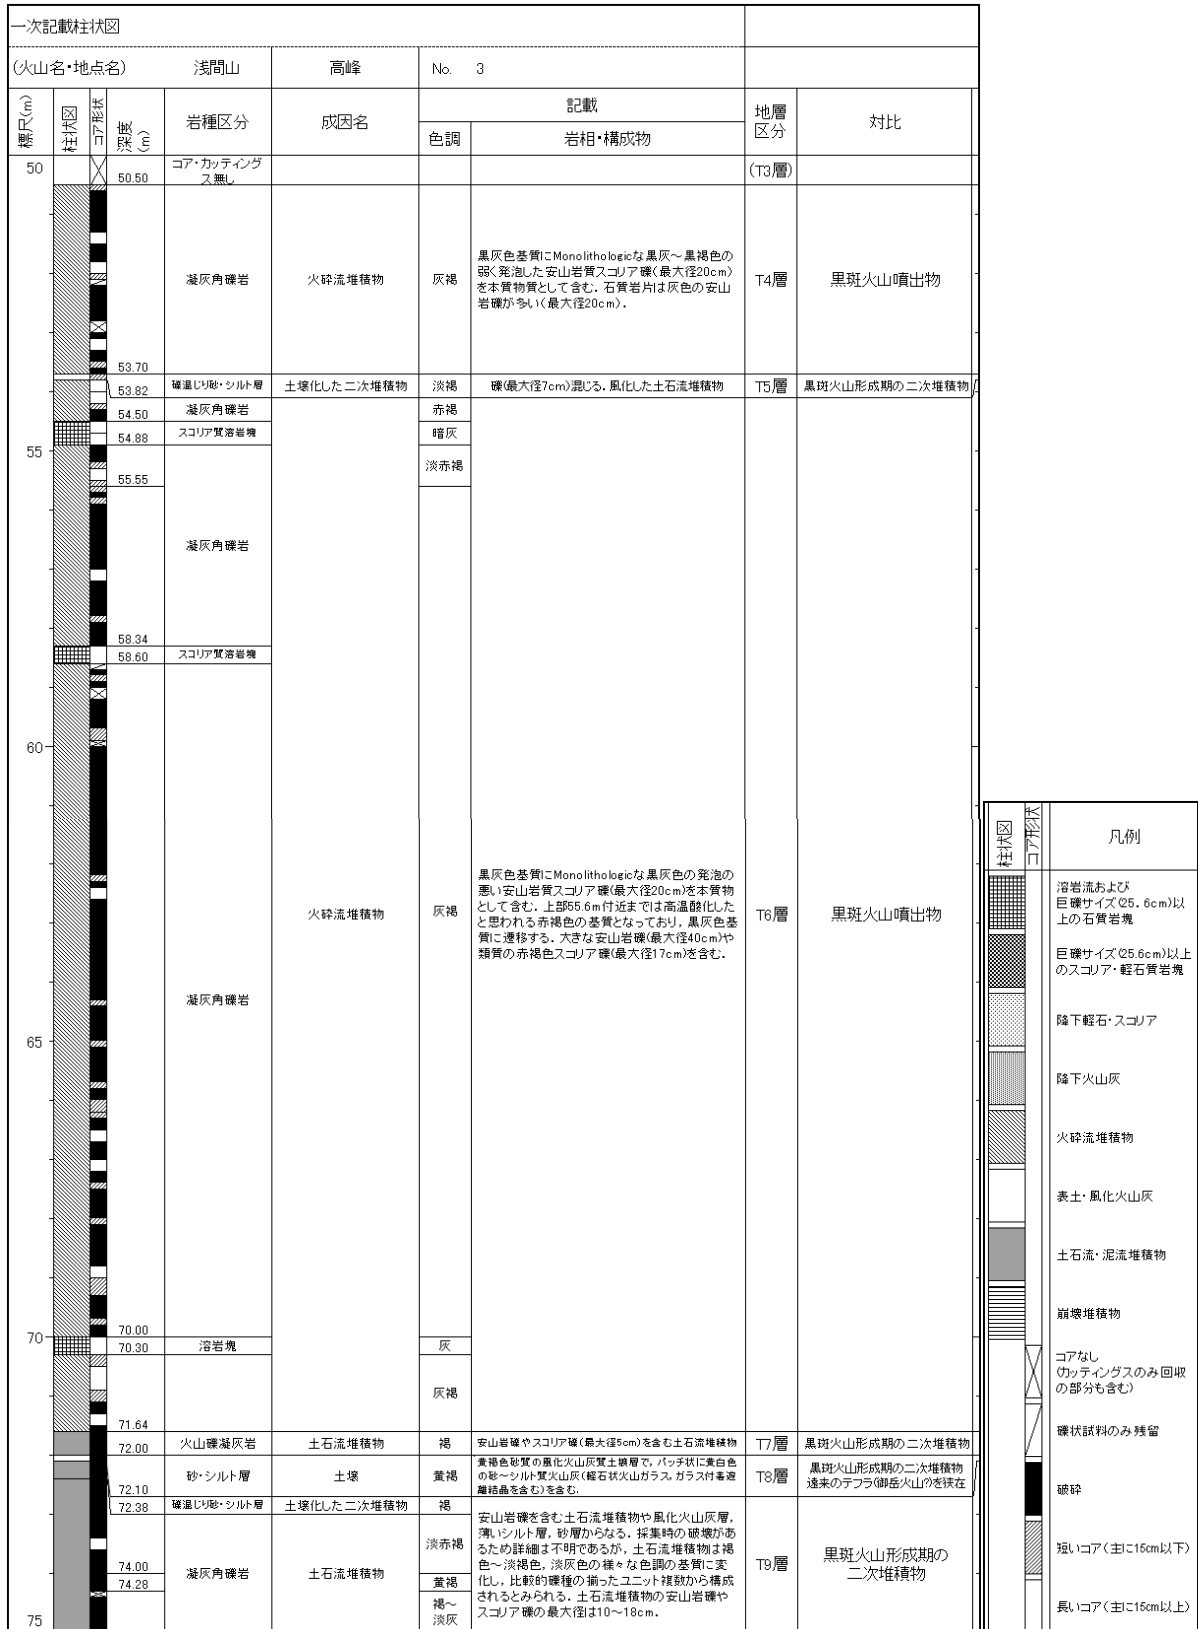 一次記載柱状図
(火山名・地点名) 浅間山 高峰 No. 3
標尺(m) 柱状図 コア形状 深度(m) 岩種区分 成因名 記載 地層区分 対比
色調 岩相・構成物
50
50.50
コア・カッティング
ス無し
(T3層)
凝灰角礫岩 火砕流堆積物 灰褐
黒灰色基質にMonolithologicな黒灰～黒褐色の
弱く発泡した安山岩質スコリア礫(最大径20cm)
を本質物質として含む．石質岩片は灰色の安山
岩礫が多い(最大径20cm)．
T4層 黒斑火山噴出物
53.70
53.82 礫混じり砂・シルト層 土壌化した二次堆積物 淡褐 礫(最大径7cm)混じる．風化した土石流堆積物 T5層 黒斑火山形成期の二次堆積物
54.50 凝灰角礫岩 赤褐
54.88 スコリア質溶岩塊 暗灰
55
55.55 淡赤褐
凝灰角礫岩
58.34
58.60 スコリア質溶岩塊
60
火砕流堆積物 灰褐
黒灰色基質にMonolithologicな黒灰色の発泡の
悪い安山岩質スコリア礫(最大径20cm)を本質物
として含む．上部55.6m付近までは高温酸化した
と思われる赤褐色の基質となっており，黒灰色基
質に遷移する．大きな安山岩礫(最大径40cm)や
類質の赤褐色スコリア礫(最大径17cm)を含む．
T6層 黒斑火山噴出物
凝灰角礫岩
65
70
70.00
70.30 溶岩塊 灰
灰褐
71.64
72.00 火山礫凝灰岩 土石流堆積物 褐 安山岩礫やスコリア礫(最大径5cm)を含む土石流堆積物 T7層 黒斑火山形成期の二次堆積物
72.10 砂・シルト層 土壌 黄褐
黄褐色砂質の風化火山灰質土壌層で，パッチ状に黄白色
の砂～シルト質火山灰(軽石状火山ガラス，ガラス付着遊
離結晶を含む)を含む．
T8層
黒斑火山形成期の二次堆積物
遠来のテフラ(御岳火山?)を狭在
72.38 礫混じり砂・シルト層 土壌化した二次堆積物 褐
淡赤褐
74.00
74.28 凝灰角礫岩 土石流堆積物 黄褐
褐～
淡灰
安山岩礫を含む土石流堆積物や風化火山灰層，
薄いシルト層，砂層からなる．採集時の破壊があ
るため詳細は不明であるが，土石流堆積物は褐
色～淡褐色，淡灰色の様々な色調の基質に変
化し，比較的礫種の揃ったユニット複数から構成
されるとみられる．土石流堆積物の安山岩礫や
スコリア礫の最大径は10～18cm．
T9層
黒斑火山形成期の
二次堆積物
75
柱状図 コア形状 凡例
溶岩流および
巨礫サイズ(25.6cm)以
上の石質岩塊
巨礫サイズ(25.6cm)以上
のスコリア・軽石質岩塊
降下軽石・スコリア
降下火山灰
火砕流堆積物
表土・風化火山灰
土石流・泥流堆積物
崩壊堆積物
コアなし
(カッティングスのみ回収
の部分も含む)
礫状試料のみ残留
破砕
短いコア(主に15cm以下)
長いコア(主に15cm以上)